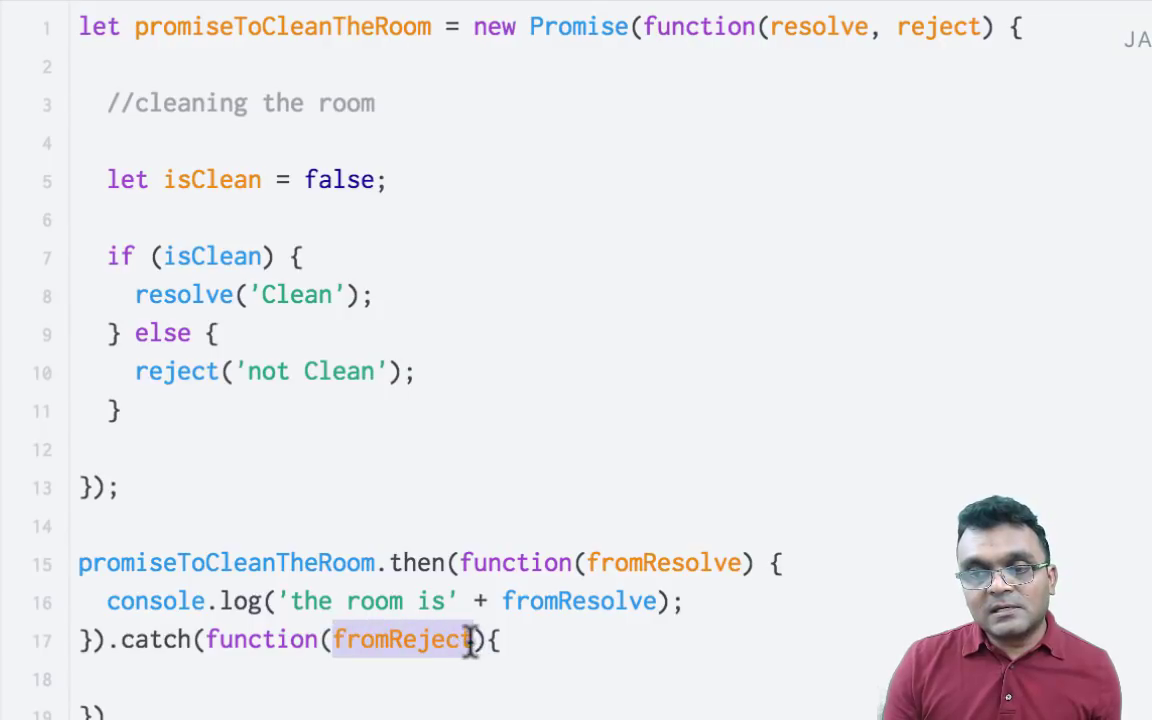 1 let promiseToCleanTheRoom = new Promise(function(resolve, reject) {
JA
2
3 //cleaning the room
4
5 let isClean = false;
6
7 if (isClean) {
8 resolve('Clean');
9 } else {
10 reject('not Clean');
11 }
12
13 });
14
15 promiseToCleanTheRoom.then(function(fromResolve) {
16 console.log('the room is' + fromResolve);
17 }).catch(function(fromReject){
18
19 })